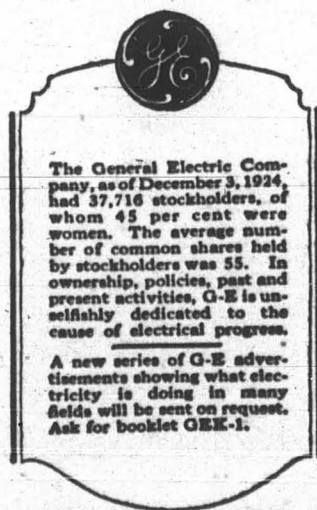 GE
The General Electric Com-
pany, as of December 3, 1924,
had 37,716 stockholders, of
whom 45 per cent were
women. The average num-
ber of common shares held
by stockholders was 55. In
ownership, policies, past and
present activities, G-E is un-
selfishly dedicated to the
cause of electrical progress.
A new series of G-E adver-
tisements showing what elec-
tricity is doing in many
fields will be sent on request.
Ask for booklet GEK-1.